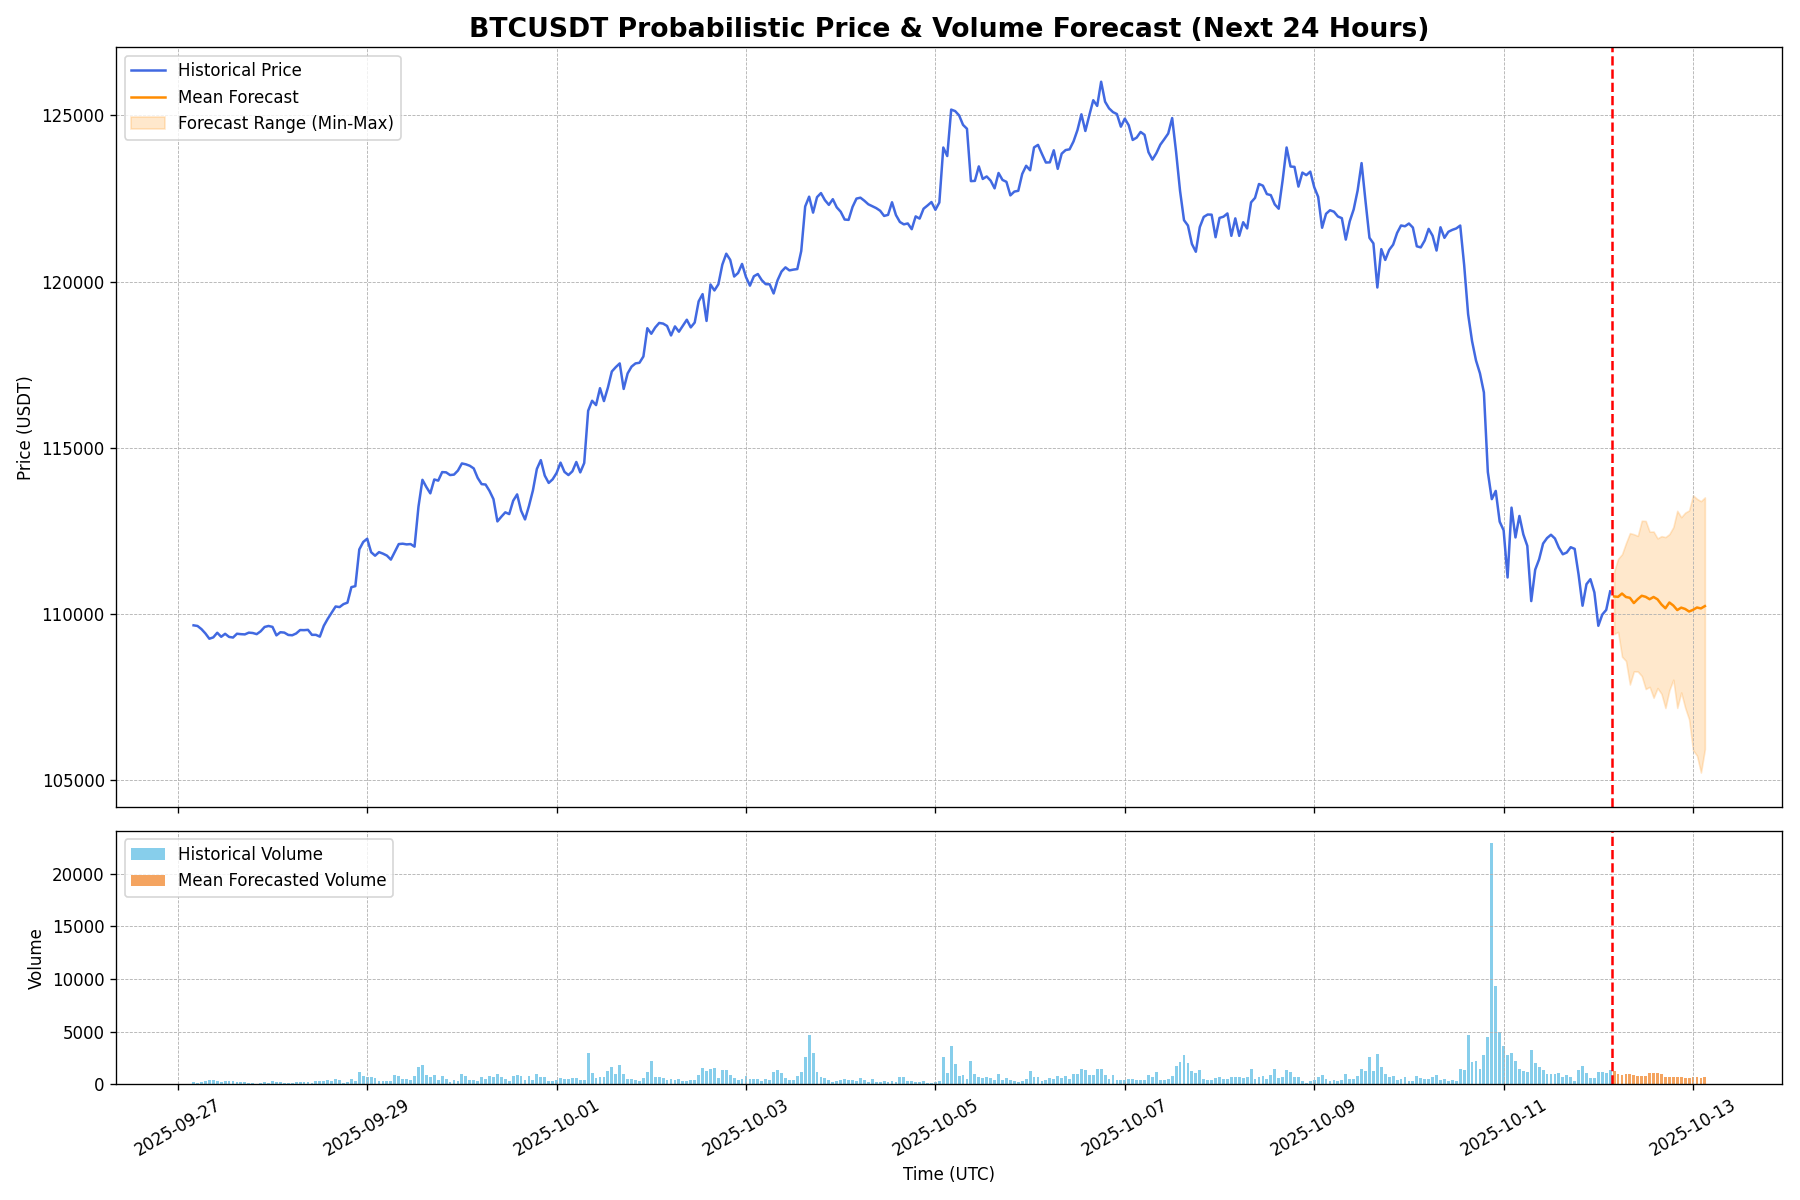 BTCUSDT Probabilistic Price & Volume Forecast (Next 24 Hours)
Historical Price
Mean Forecast
Forecast Range (Min-Max)
125000
120000
115000
110000
105000
Price (USDT)
Historical Volume
Mean Forecasted Volume
20000
15000
10000
5000
0
Volume
2025-09-27
2025-09-29
2025-10-01
2025-10-03
2025-10-05
2025-10-07
2025-10-09
2025-10-11
2025-10-13
Time (UTC)